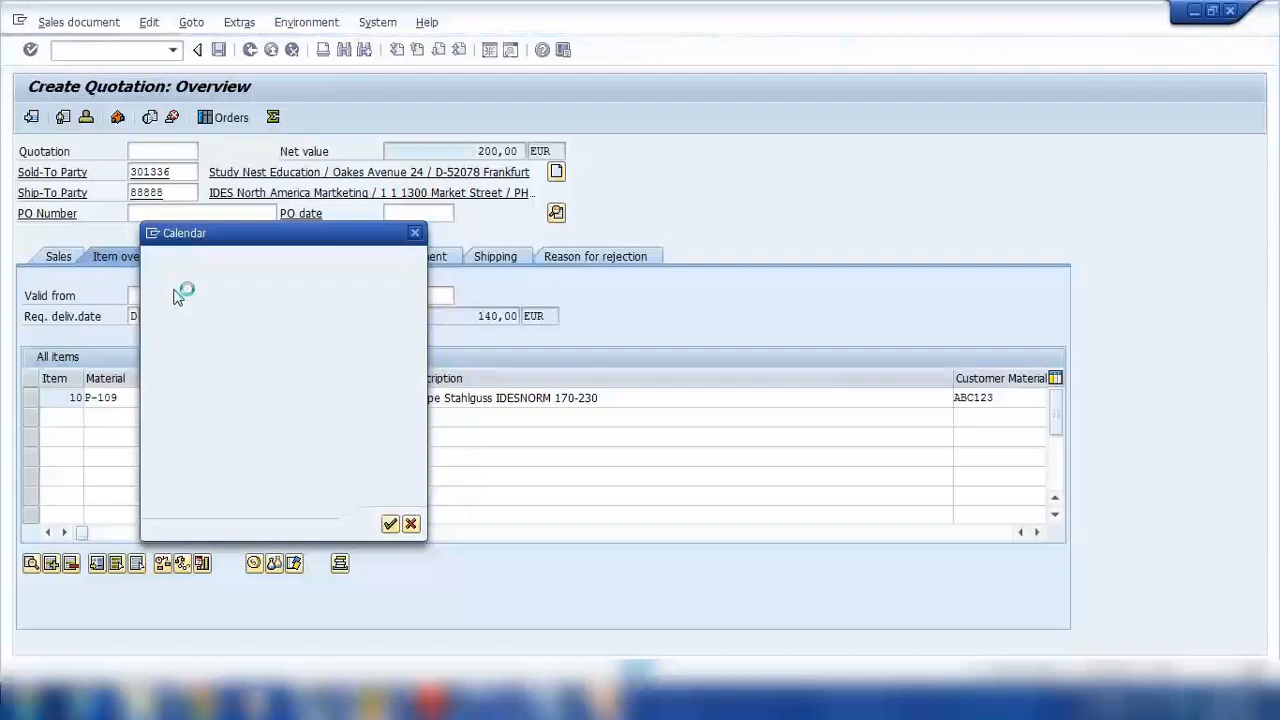 Sales document Edit Goto Extras Environment System Help
Create Quotation: Overview
Orders
Quotation Net value 200,00 EUR
Sold-To Party 301336 Study Nest Education / Oakes Avenue 24 / D-52078 Frankfurt
Ship-To Party 88888 IDES North America Martketing / 1 1 1300 Market Street / PH...
PO Number PO date
Calendar
Sales Item ove ent Shipping Reason for rejection
Valid from
Req. deliv.date D 140,00 EUR
All items
Item Material cription Customer Material
10 P-109 pe Stahlguss IDESNORM 170-230 ABC123